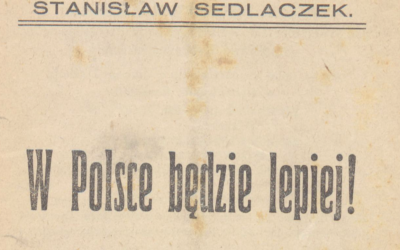 STANISŁAW SEDLACZEK.
W Polsce będzie lepiej!